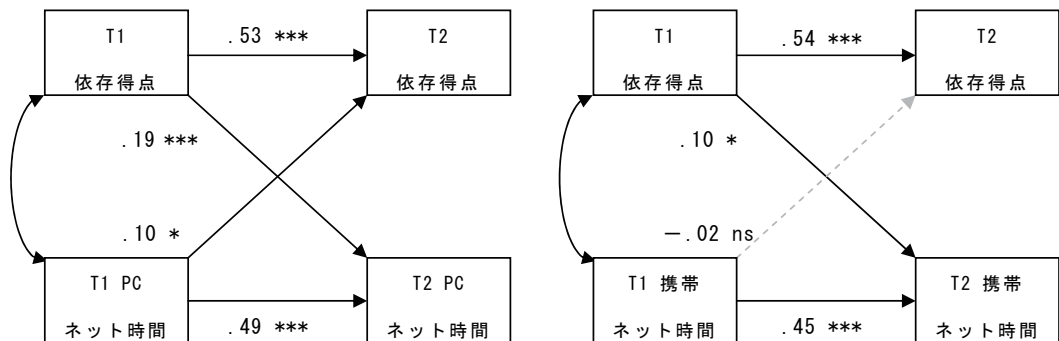 T1
依存得点
.53 ***
T2
依存得点
.19 ***
.10 *
T1 PC
ネット時間
.49 ***
T2 PC
ネット時間
T1
依存得点
.54 ***
T2
依存得点
.10 *
－.02 ns
T1 携帯
ネット時間
.45 ***
T2 携帯
ネット時間